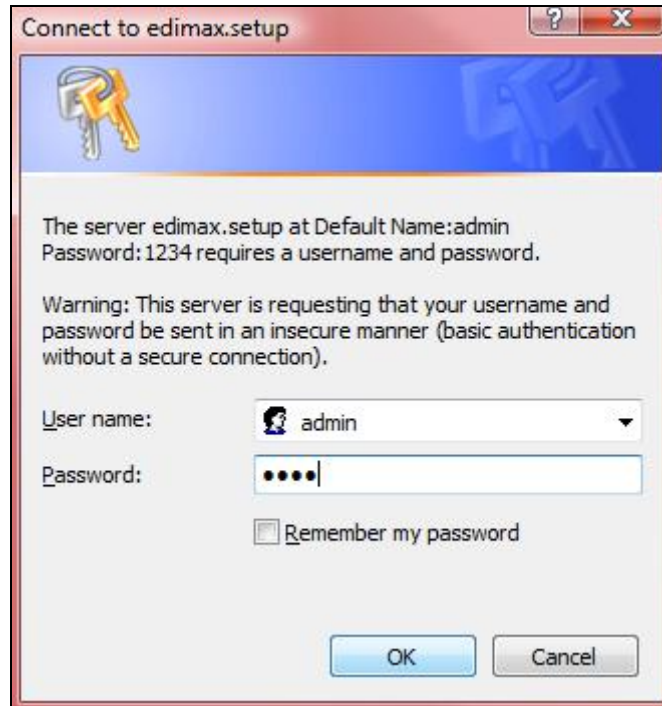 Connect to edimax.setup
The server edimax.setup at Default Name:admin
Password:1234 requires a username and password.
Warning: This server is requesting that your username and
password be sent in an insecure manner (basic authentication
without a secure connection).
User name:
admin
Password:
••••
Remember my password
OK
Cancel